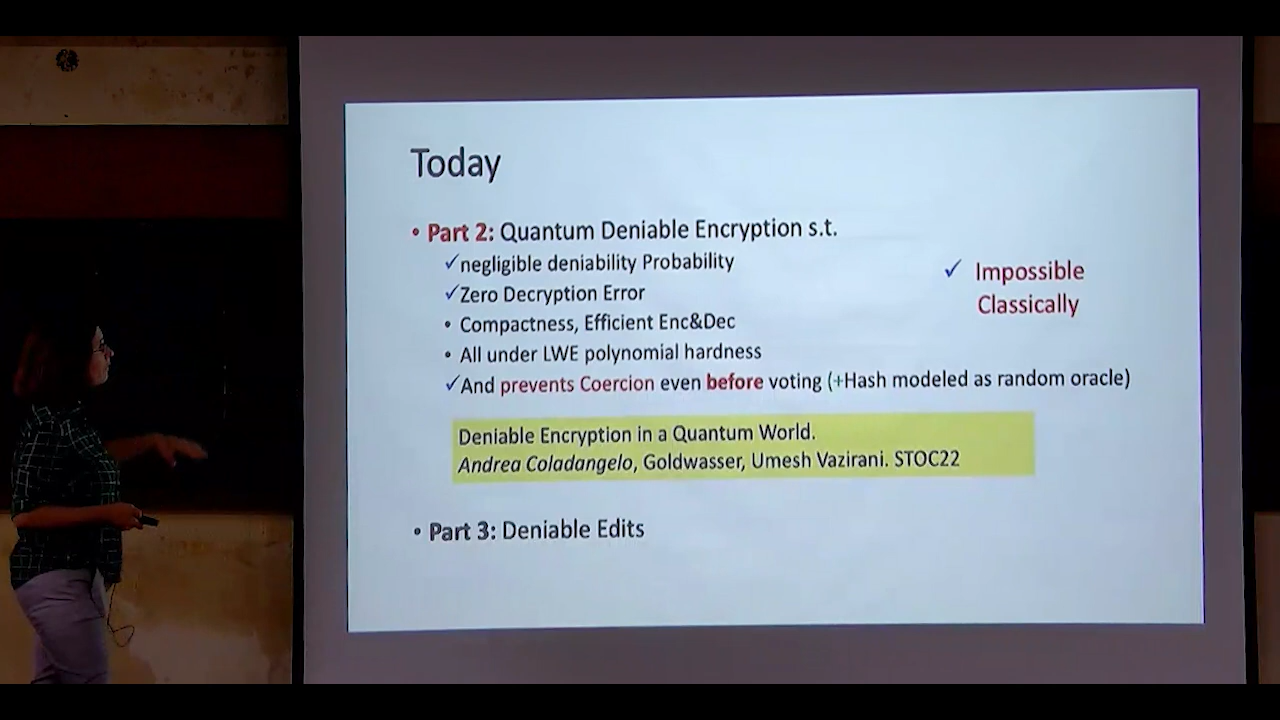 Today
• Part 2: Quantum Deniable Encryption s.t.
✓negligible deniability Probability
✓Zero Decryption Error
• Compactness, Efficient Enc&Dec
• All under LWE polynomial hardness
✓And prevents Coercion even before voting (+Hash modeled as random oracle)
✓ Impossible
Classically
Deniable Encryption in a Quantum World.
Andrea Coladangelo, Goldwasser, Umesh Vazirani. STOC22
• Part 3: Deniable Edits